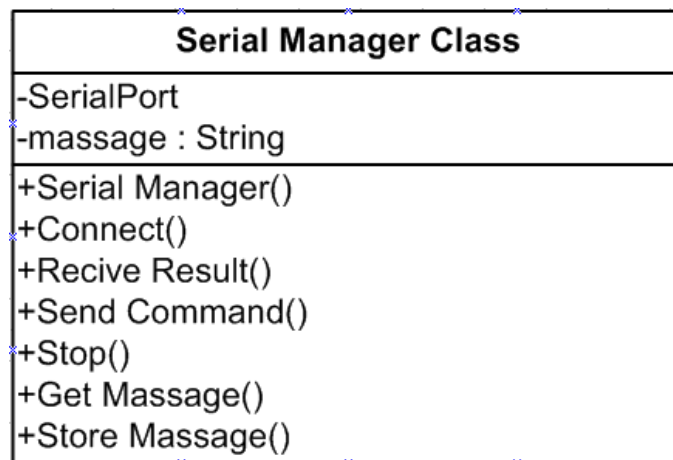 Serial Manager Class
-SerialPort
-massage : String
+Serial Manager()
+Connect()
+Recive Result()
+Send Command()
+Stop()
+Get Massage()
+Store Massage()